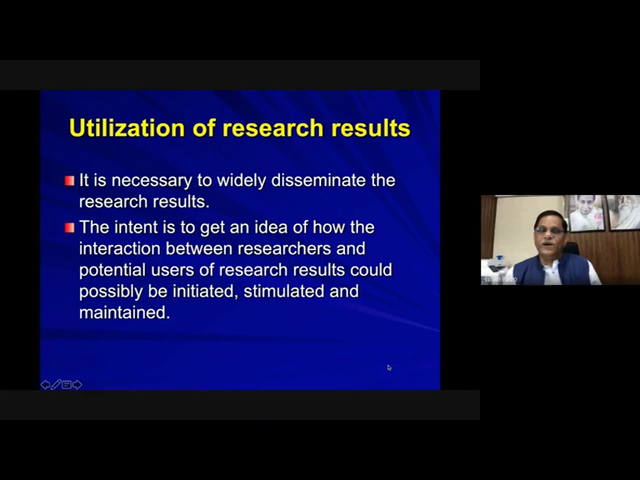 Utilization of research results
It is necessary to widely disseminate the
research results.
The intent is to get an idea of how the
interaction between researchers and
potential users of research results could
possibly be initiated, stimulated and
maintained.